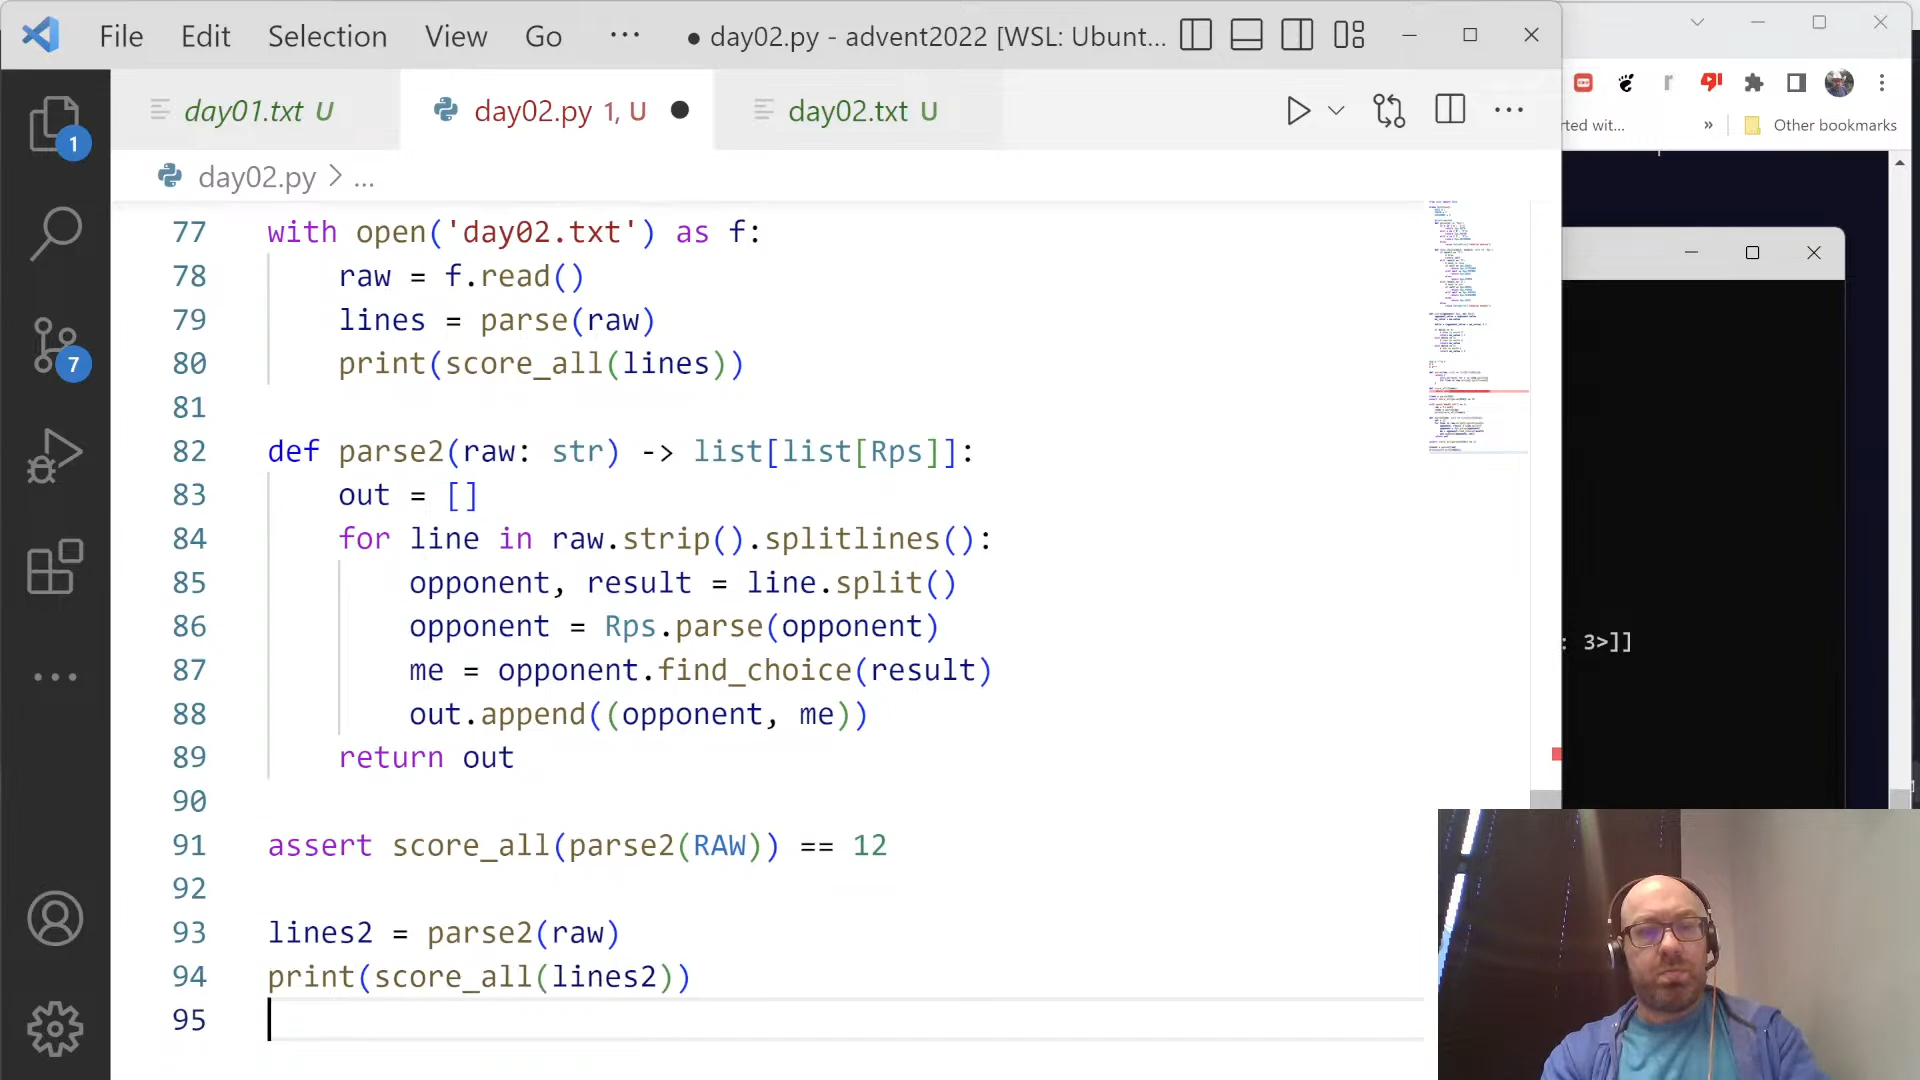 File Edit Selection View Go ··· ● day02.py - advent2022 [WSL: Ubunt...
day01.txt U day02.py 1, U ● day02.txt U
rted wit... » Other bookmarks
day02.py > ...
77 with open('day02.txt') as f:
78 raw = f.read()
79 lines = parse(raw)
80 print(score_all(lines))
81
82 def parse2(raw: str) -> list[list[Rps]]:
83 out = []
84 for line in raw.strip().splitlines():
85 opponent, result = line.split()
86 opponent = Rps.parse(opponent)
87 me = opponent.find_choice(result)
88 out.append((opponent, me))
89 return out
90
91 assert score_all(parse2(RAW)) == 12
92
93 lines2 = parse2(raw)
94 print(score_all(lines2))
95
: 3>]]
1
7